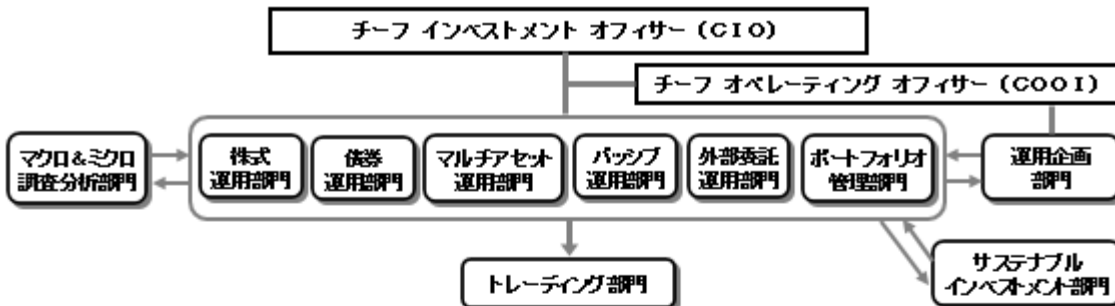 チーフ インベストメント オフィサー (CIO)
チーフ オペレーティング オフィサー (COOI)
マクロ&ミクロ
調査分析部門
株式
運用部門
債券
運用部門
マルチアセット
運用部門
パッシブ
運用部門
外部委託
運用部門
ポートフォリオ
管理部門
運用企画
部門
トレーディング部門
サステナブル
インベストメント部門